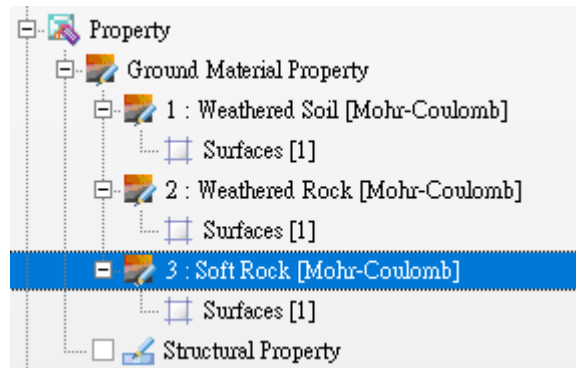 Property
Ground Material Property
1 : Weathered Soil [Mohr-Coulomb]
Surfaces [1]
2 : Weathered Rock [Mohr-Coulomb]
Surfaces [1]
3 : Soft Rock [Mohr-Coulomb]
Surfaces [1]
Structural Property